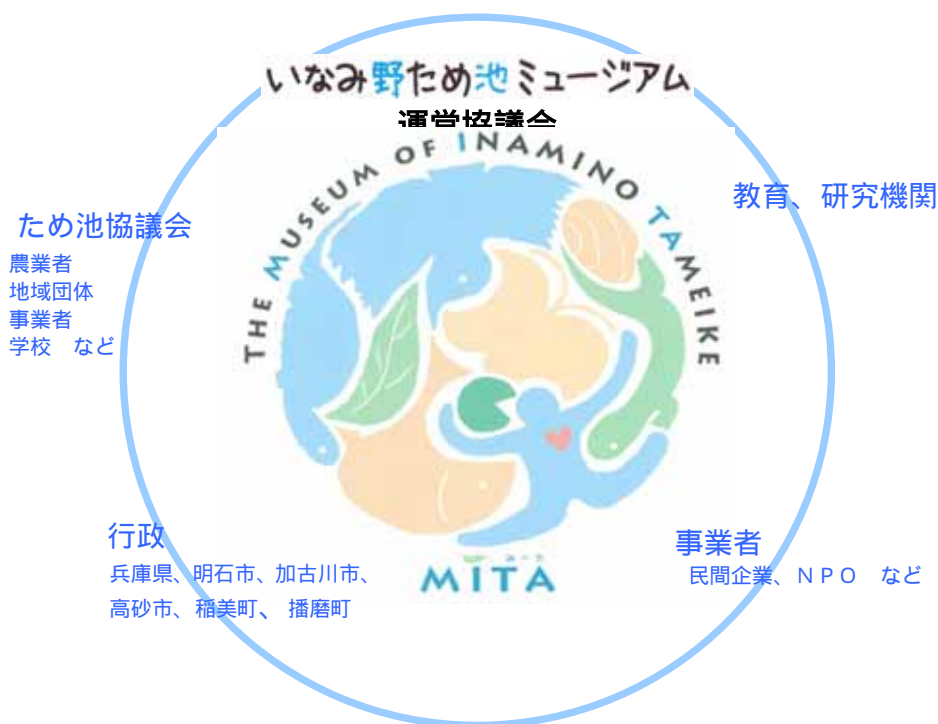 いなみ野ため池ミュージアム
運営協議会
THE MUSEUM OF INAMINO TAMEIKE
教育、研究機関
ため池協議会
農業者
地域団体
事業者
学校 など
行政
兵庫県、明石市、加古川市、
高砂市、稲美町、播磨町
事業者
民間企業、ＮＰＯ など
MITA